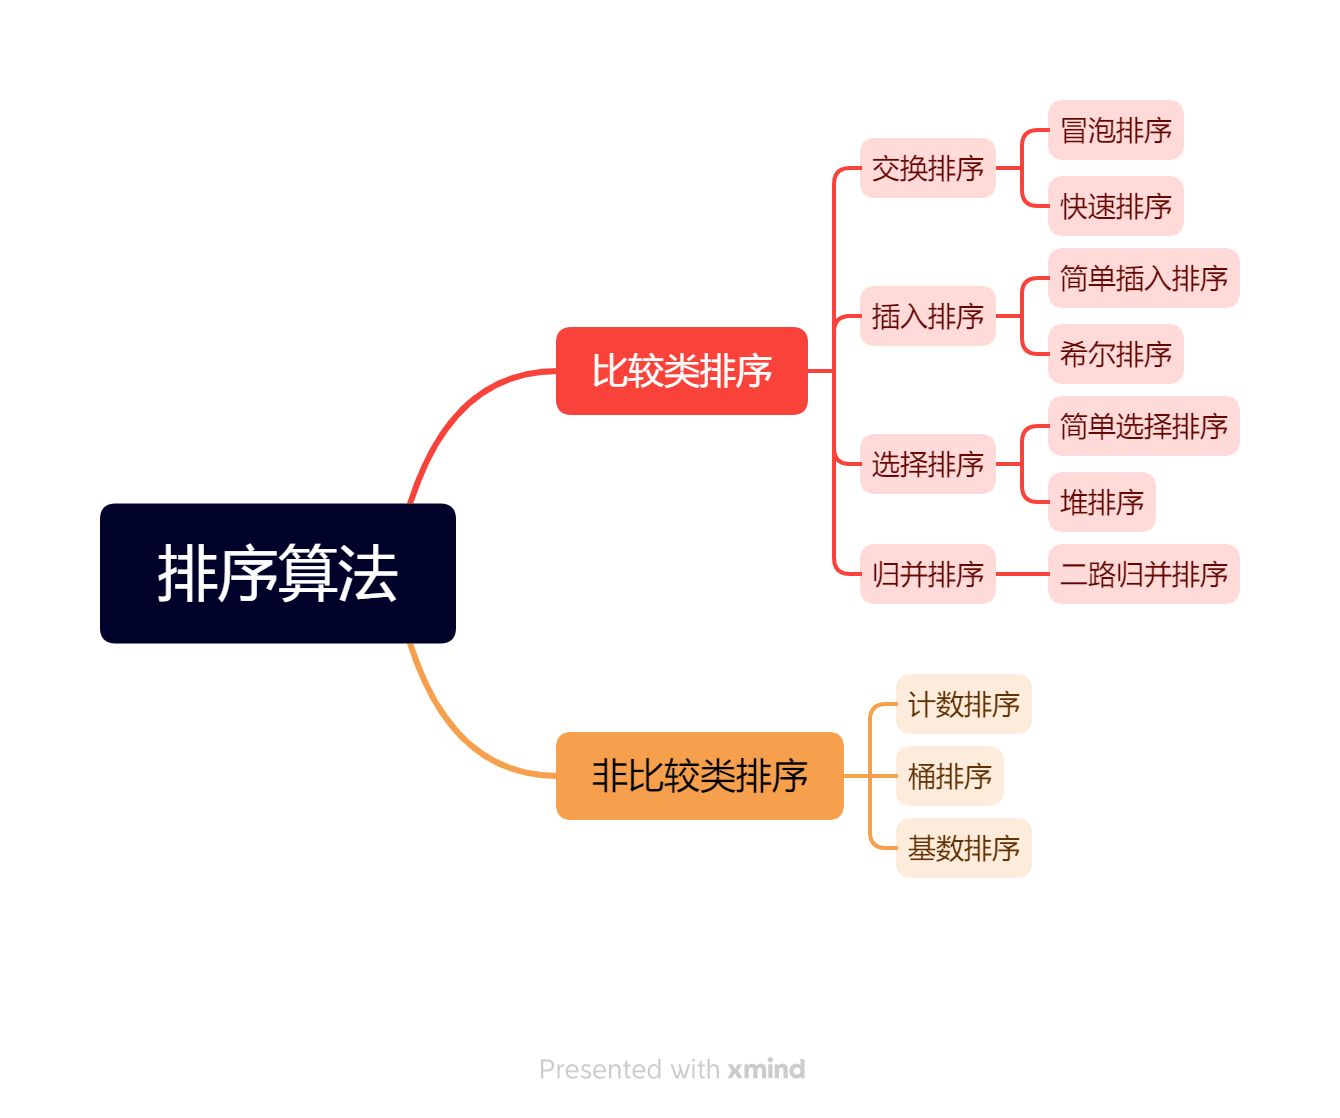 排序算法
比较类排序
交换排序
冒泡排序
快速排序
插入排序
简单插入排序
希尔排序
选择排序
简单选择排序
堆排序
归并排序
二路归并排序
非比较类排序
计数排序
桶排序
基数排序
Presented with xmind